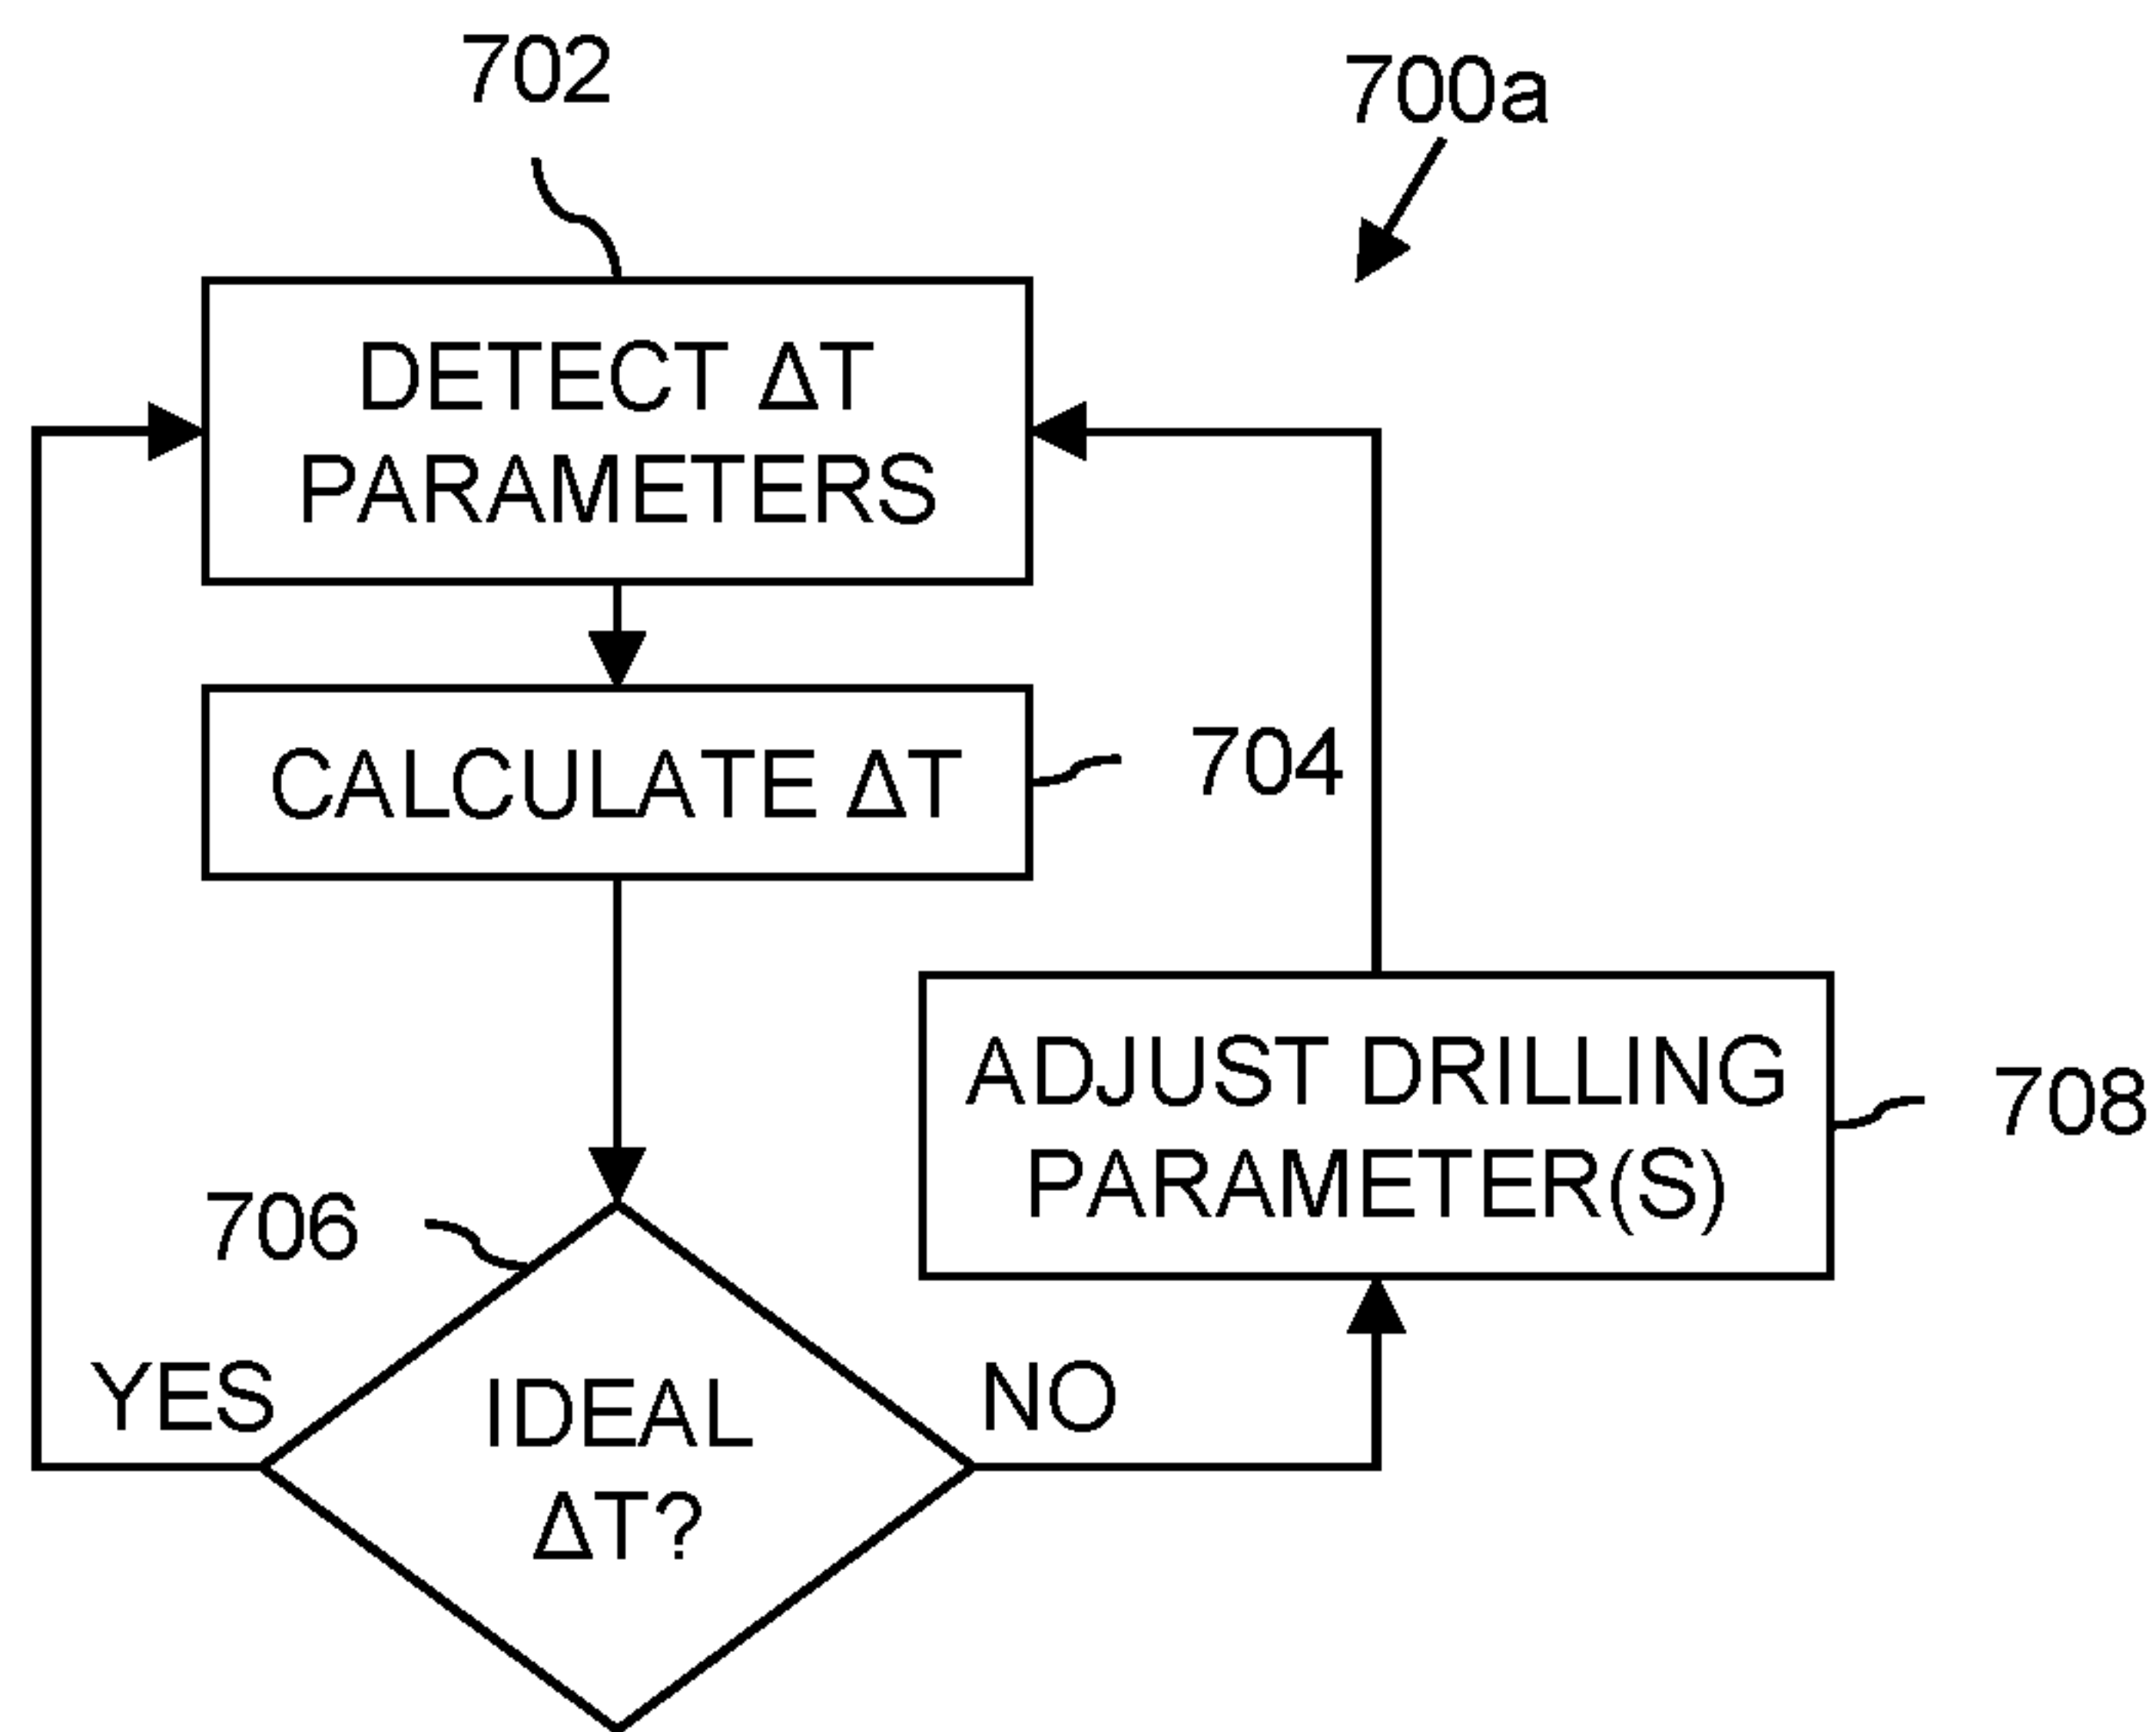 702
700a
DETECT ΔT
PARAMETERS
CALCULATE ΔT
704
ADJUST DRILLING
PARAMETER(S)
708
706
YES
IDEAL
ΔT?
NO